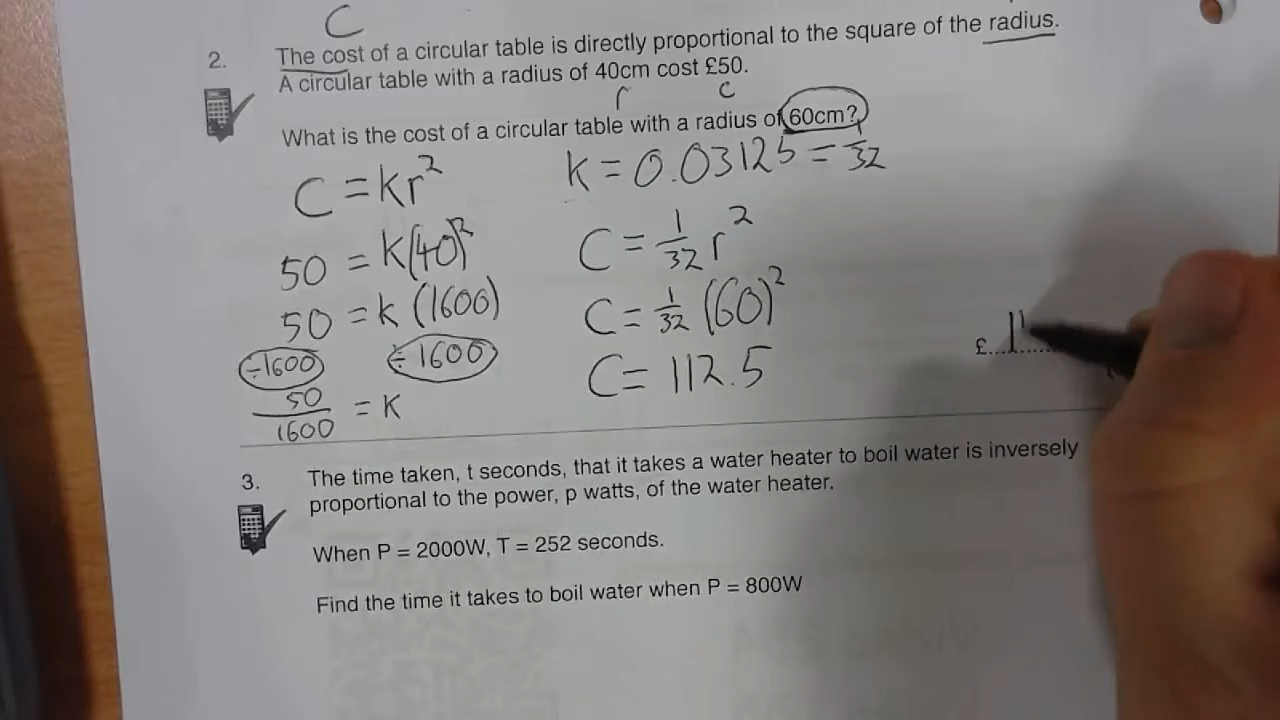 C
2. The cost of a circular table is directly proportional to the square of the radius.
A circular table with a radius of 40cm cost £50.
r c
What is the cost of a circular table with a radius of 60cm?
C = kr²
k = 0.03125 = 1/32
50 = k(40)²
C = 1/32 r²
50 = k (1600)
C = 1/32 (60)²
÷1600 ÷1600
C = 112.5
£ 11
50/1600 = k
3. The time taken, t seconds, that it takes a water heater to boil water is inversely
proportional to the power, p watts, of the water heater.
When P = 2000W, T = 252 seconds.
Find the time it takes to boil water when P = 800W